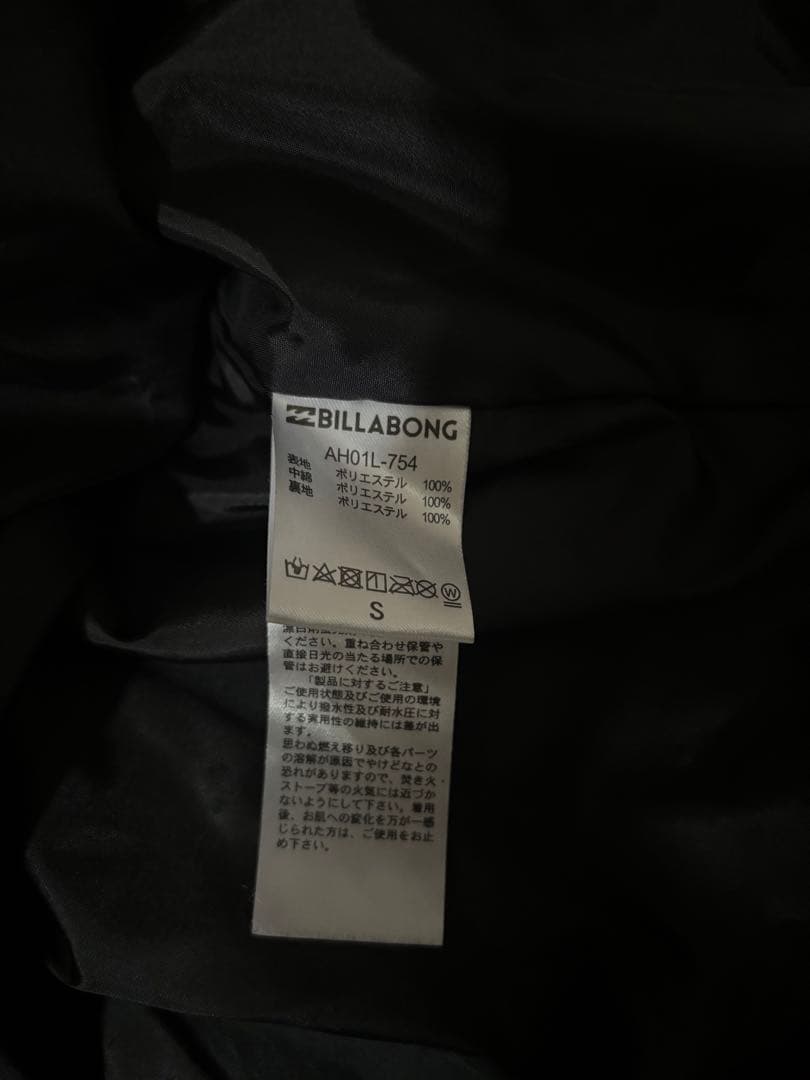 BILLABONG
AH01L-754
表地 ポリエステル 100%
中綿 ポリエステル 100%
裏地 ポリエステル 100%
W
S
ください。重ね合わせ保管や
直接日光の当たる場所での保
管はお避けください。
「製品に対するご注意」
ご使用状態及びご使用の環境
により撥水性及び耐水圧に対
する実用性の維持には差が出
ます。
思わぬ燃え移り及び各パーツ
の溶解が原因でやけどなとの
恐れがありますので、焚き火・
ストーブ等の火気には近づか
ないようにして下さい。着用
後、お肌への変化を万が一感
じられた方は、ご使用をお止
め下さい。